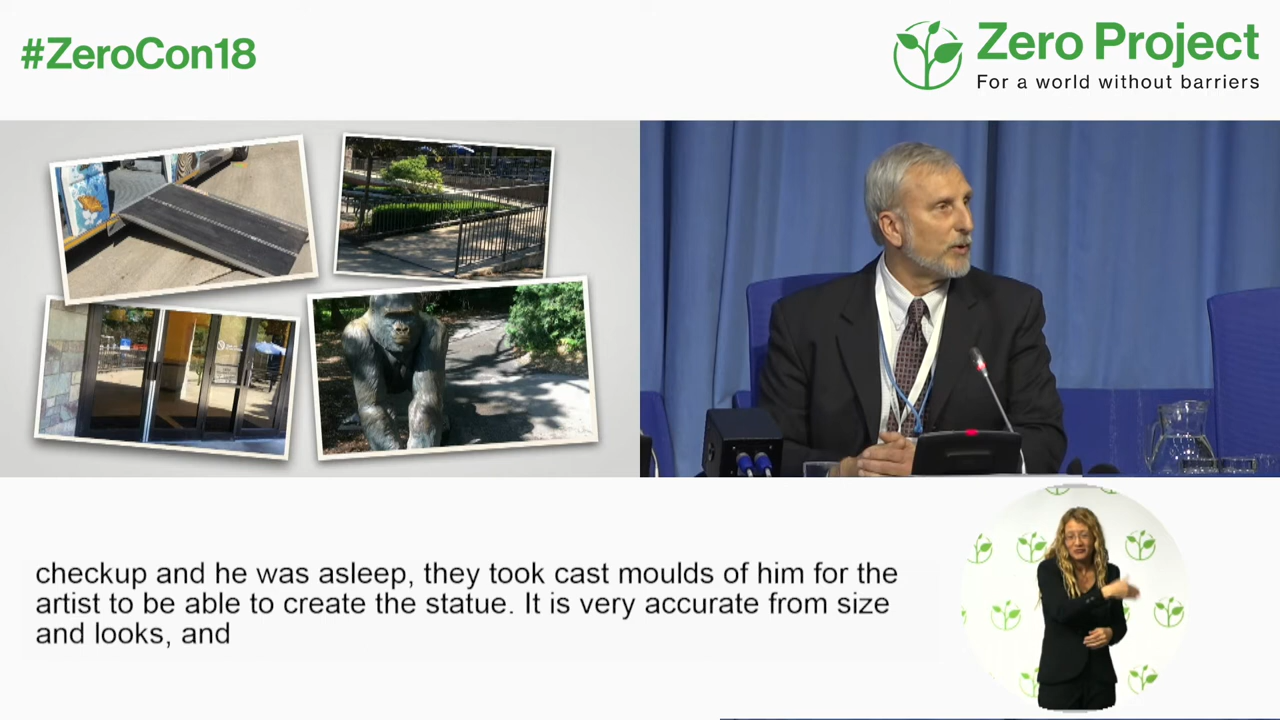 #ZeroCon18
Zero Project
For a world without barriers
checkup and he was asleep, they took cast moulds of him for the
artist to be able to create the statue. It is very accurate from size
and looks, and